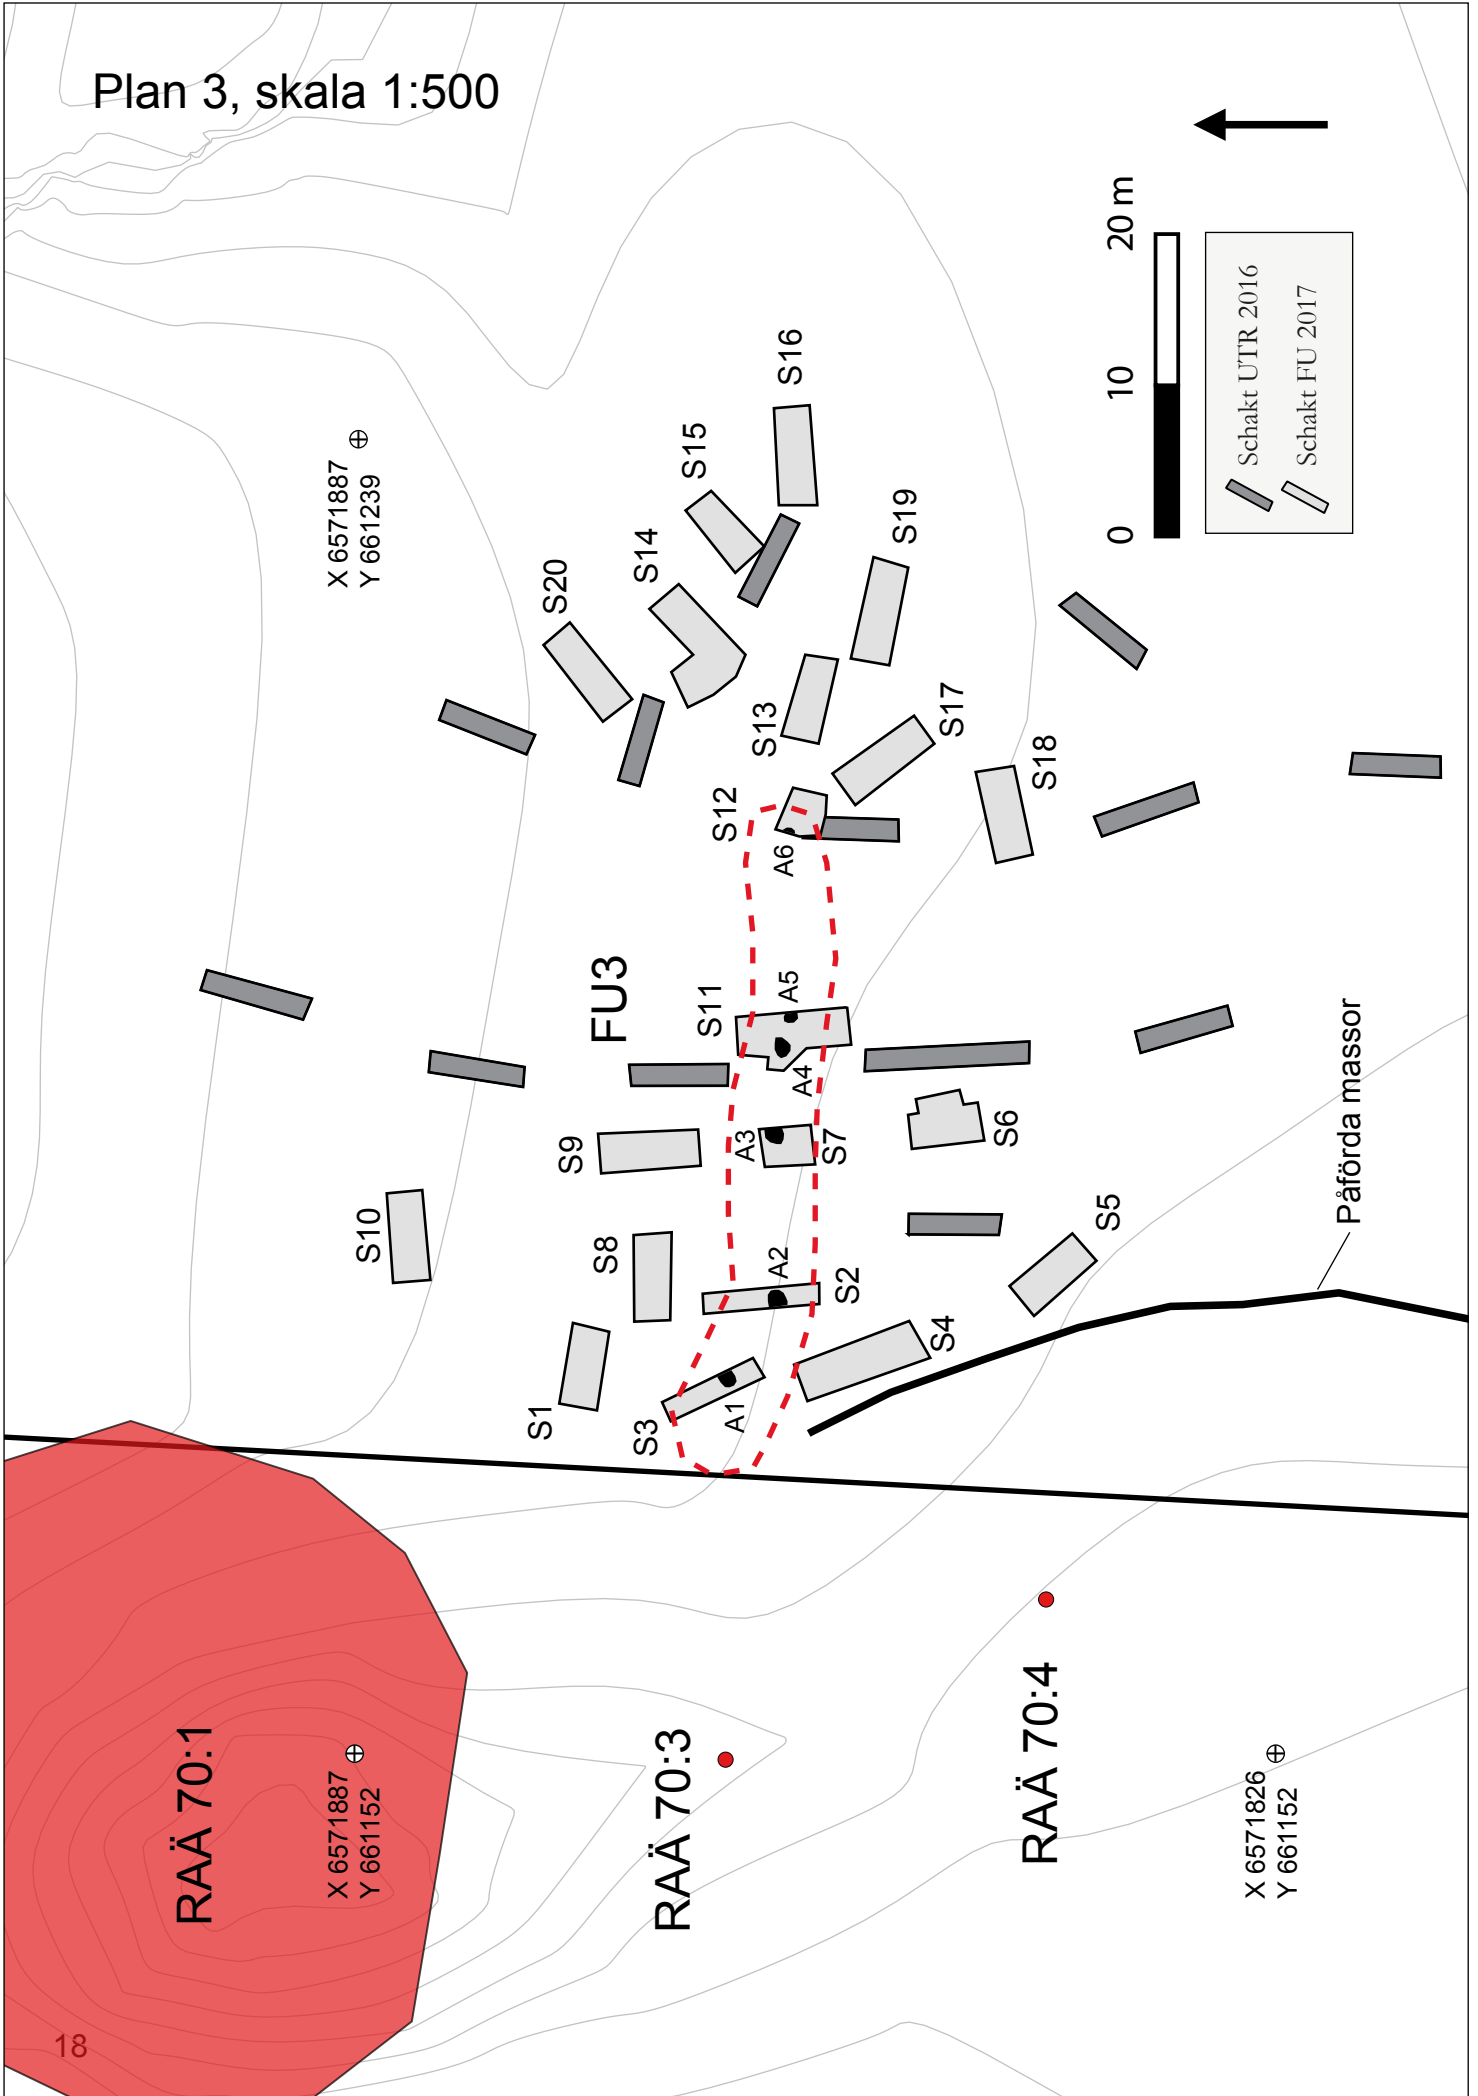 Plan 3, skala 1:500
X 6571887
Y 661239
S16
S15
S14
S20
S19
S13
S17
S12
S18
A6
FU3
S11
A5
A4
S9
A3
S7
S6
S10
S8
A2
S2
S5
S1
S3
A1
S4
Påförda massor
0
10
20 m
Schakt UTR 2016
Schakt FU 2017
RAÄ 70:1
X 6571887
Y 661152
RAÄ 70:3
RAÄ 70:4
X 6571826
Y 661152
18